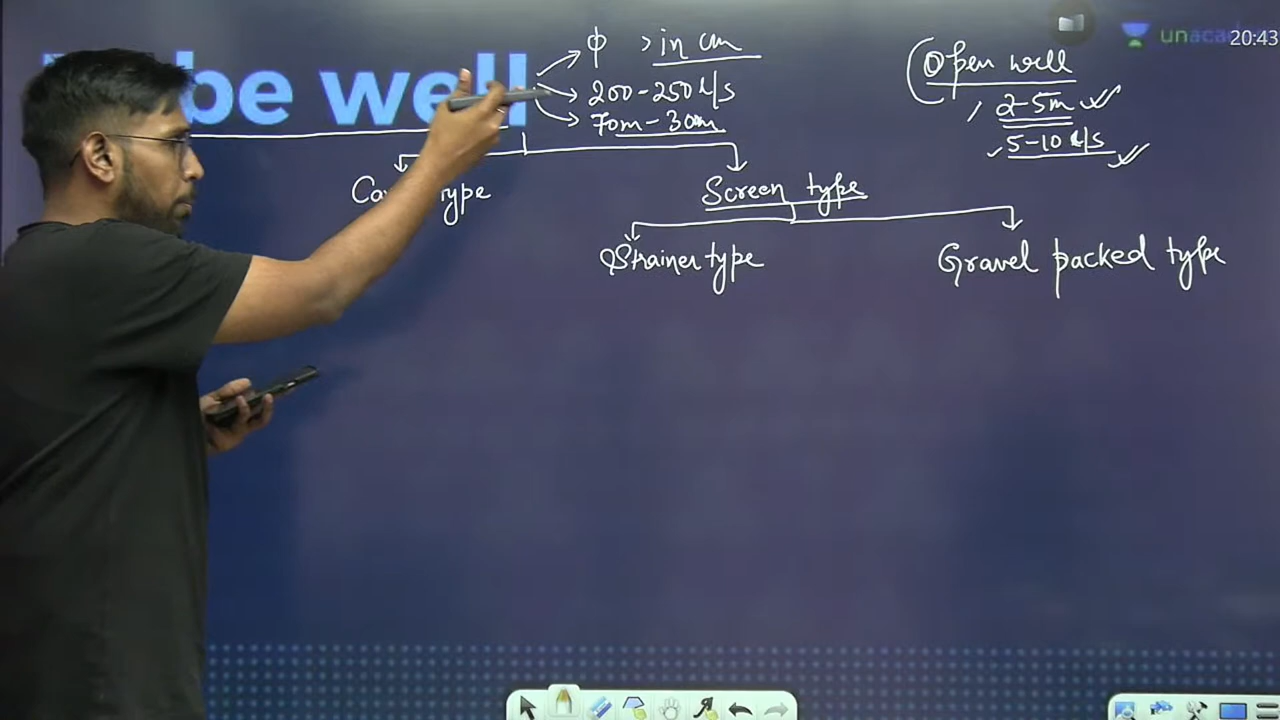 be well
φ > in cm
200-250 l/s
70m - 300m
Open well
2-5m
5-10 l/s
type
Screen type
Strainer type
Gravel packed type
20:43